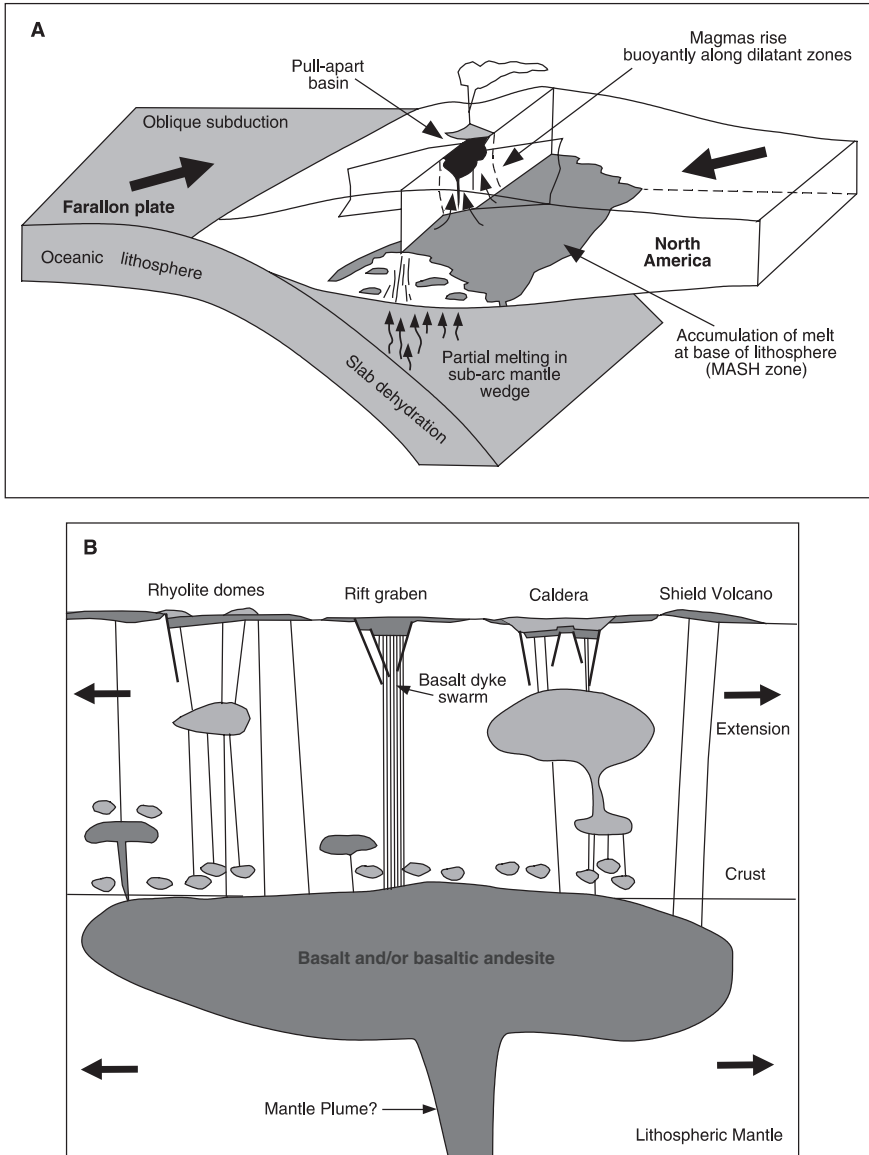 A
Magmas rise
buoyantly along dilatant zones
Pull-apart
basin
Oblique subduction
Farallon plate
Oceanic lithosphere
North
America
Accumulation of melt
at base of lithosphere
(MASH zone)
Partial melting in
sub-arc mantle
wedge
Slab dehydration
B
Rhyolite domes
Rift graben
Caldera
Shield Volcano
Basalt dyke
swarm
Extension
Crust
Basalt and/or basaltic andesite
Mantle Plume?
Lithospheric Mantle